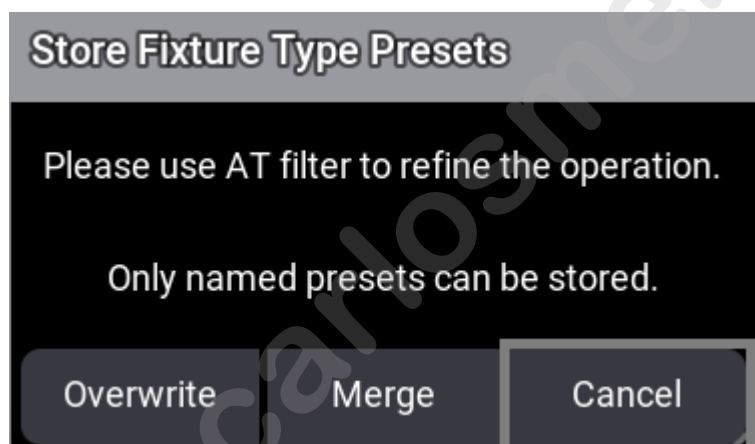 Store Fixture Type Presets
Please use AT filter to refine the operation.
Only named presets can be stored.
Overwrite
Merge
Cancel